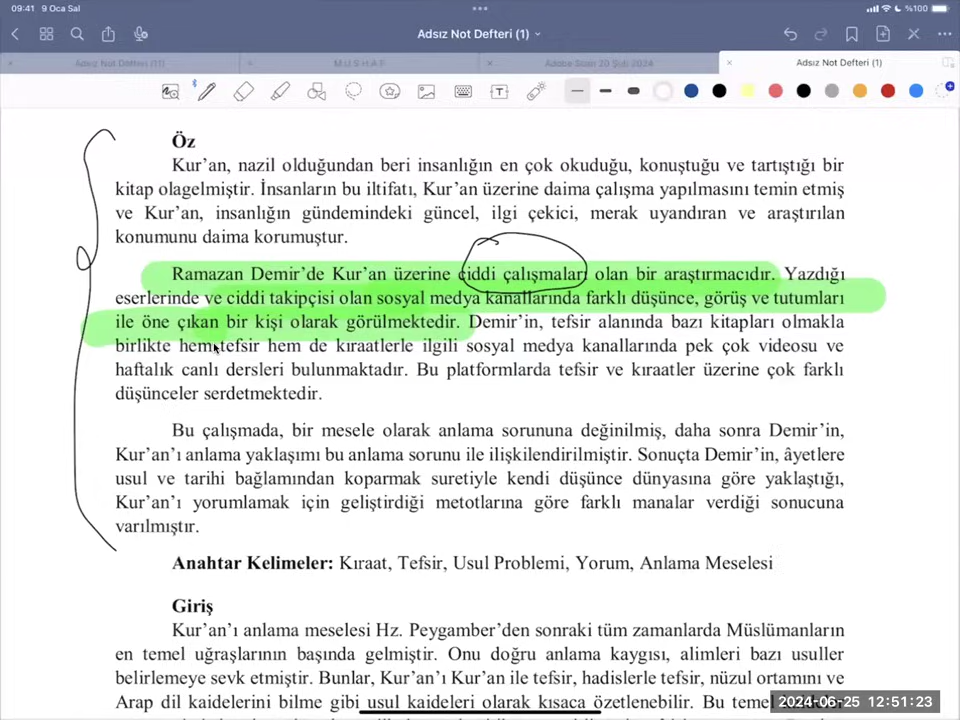 09:41 9 Oca Sal
%100
Adsız Not Defteri (1)
Adsız Not Defteri (11)
M U S H A F
Adobe Scan 20 Şub 2024
Adsız Not Defteri (1)
Öz
Kur’an, nazil olduğundan beri insanlığın en çok okuduğu, konuştuğu ve tartıştığı bir
kitap olagelmiştir. İnsanların bu iltifatı, Kur’an üzerine daima çalışma yapılmasını temin etmiş
ve Kur’an, insanlığın gündemindeki güncel, ilgi çekici, merak uyandıran ve araştırılan
konumunu daima korumuştur.
Ramazan Demir’de Kur’an üzerine ciddi çalışmaları olan bir araştırmacıdır. Yazdığı
eserlerinde ve ciddi takipçisi olan sosyal medya kanallarında farklı düşünce, görüş ve tutumları
ile öne çıkan bir kişi olarak görülmektedir. Demir’in, tefsir alanında bazı kitapları olmakla
birlikte hem tefsir hem de kıraatlerle ilgili sosyal medya kanallarında pek çok videosu ve
haftalık canlı dersleri bulunmaktadır. Bu platformlarda tefsir ve kıraatler üzerine çok farklı
düşünceler serdetmektedir.
Bu çalışmada, bir mesele olarak anlama sorununa değinilmiş, daha sonra Demir’in,
Kur’an’ı anlama yaklaşımı bu anlama sorunu ile ilişkilendirilmiştir. Sonuçta Demir’in, âyetlere
usul ve tarihi bağlamından koparmak suretiyle kendi düşünce dünyasına göre yaklaştığı,
Kur’an’ı yorumlamak için geliştirdiği metotlarına göre farklı manalar verdiği sonucuna
varılmıştır.
Anahtar Kelimeler: Kıraat, Tefsir, Usul Problemi, Yorum, Anlama Meselesi
Giriş
Kur’an’ı anlama meselesi Hz. Peygamber’den sonraki tüm zamanlarda Müslümanların
en temel uğraşlarının başında gelmiştir. Onu doğru anlama kaygısı, alimleri bazı usuller
belirlemeye sevk etmiştir. Bunlar, Kur’an’ı Kur’an ile tefsir, hadislerle tefsir, nüzul ortamını ve
Arap dil kaidelerini bilme gibi usul kaideleri olarak kısaca özetlenebilir. Bu temel
2024-06-25 12:51:23